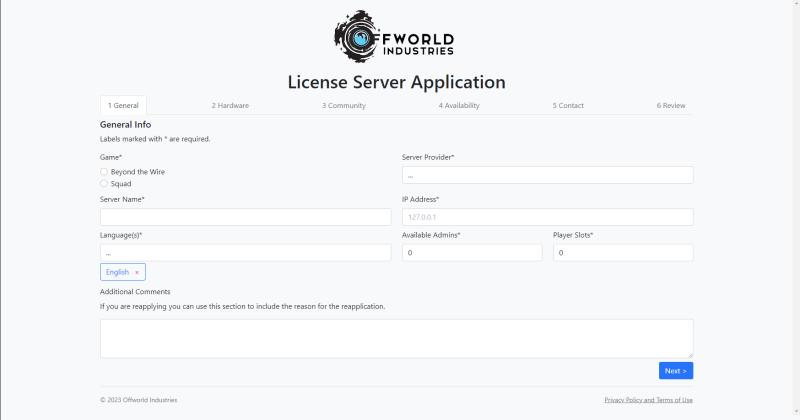 OFFWORLD
INDUSTRIES
License Server Application
1 General
2 Hardware
3 Community
4 Availability
5 Contact
6 Review
General Info
Labels marked with * are required.
Game*
Beyond the Wire
Squad
Server Provider*
...
Server Name*
IP Address*
127.0.0.1
Language(s)*
...
English ×
Available Admins*
0
Player Slots*
0
Additional Comments
If you are reapplying you can use this section to include the reason for the reapplication.
Next >
© 2023 Offworld Industries
Privacy Policy and Terms of Use